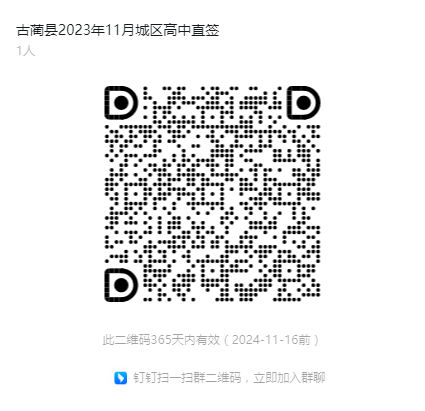 古蔺县2023年11月城区高中直签
1人
此二维码365天内有效（2024-11-16前）
钉钉扫一扫群二维码，立即加入群聊